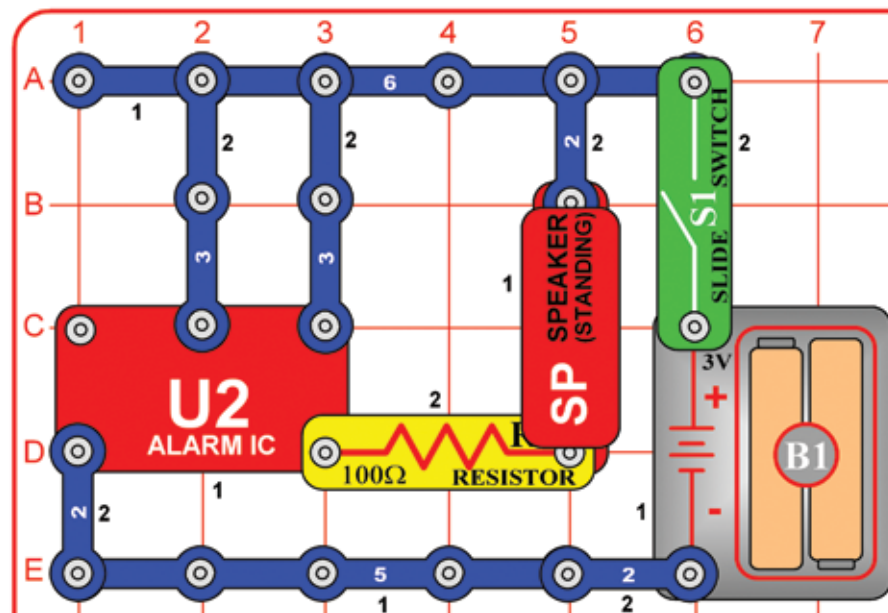 1 2 3 4 5 6 7
A
6
1
2
2
2
2
SWITCH
2
B
S1
3
3
1
SPEAKER
(STANDING)
SLIDE
C
3V
U2
ALARM IC
SP
2
+
D
100Ω
RESISTOR
B1
1
2
2
1
-
E
5
2
1
2